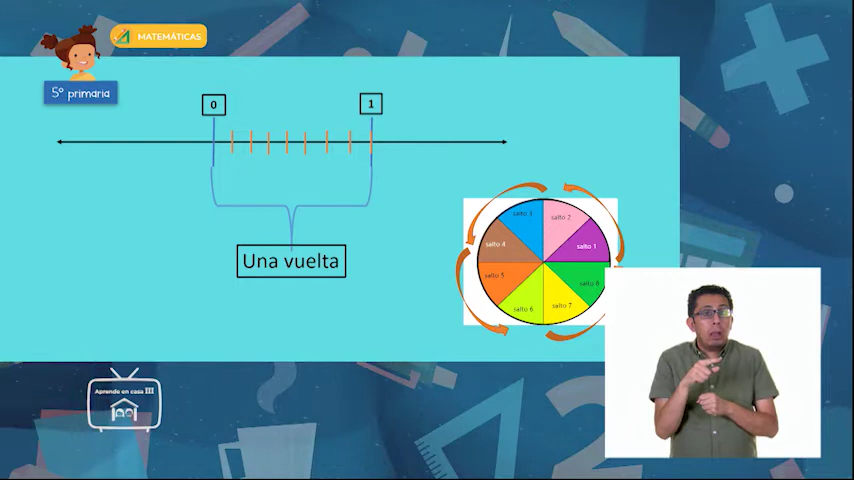 MATEMÁTICAS
5° primaria
0
1
Una vuelta
salto 3
salto 2
salto 4
salto 1
salto 5
salto 8
salto 6
salto 7
Aprende en casa III
2